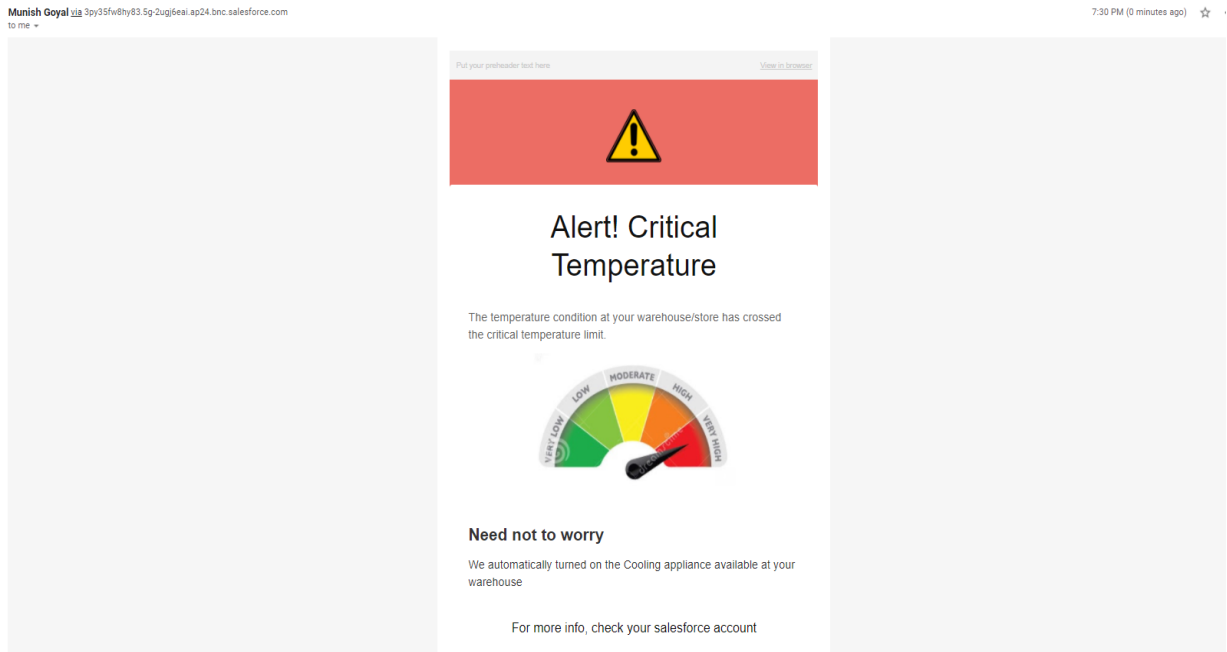 Munish Goyal via 3py35fw8hy83.5g-2ugj6eai.ap24.bnc.salesforce.com
7:30 PM (0 minutes ago)
to me
Put your preheader text here
View in browser
Alert! Critical
Temperature
The temperature condition at your warehouse/store has crossed
the critical temperature limit.
VERY LOW
LOW
MODERATE
HIGH
VERY HIGH
Need not to worry
We automatically turned on the Cooling appliance available at your
warehouse
For more info, check your salesforce account